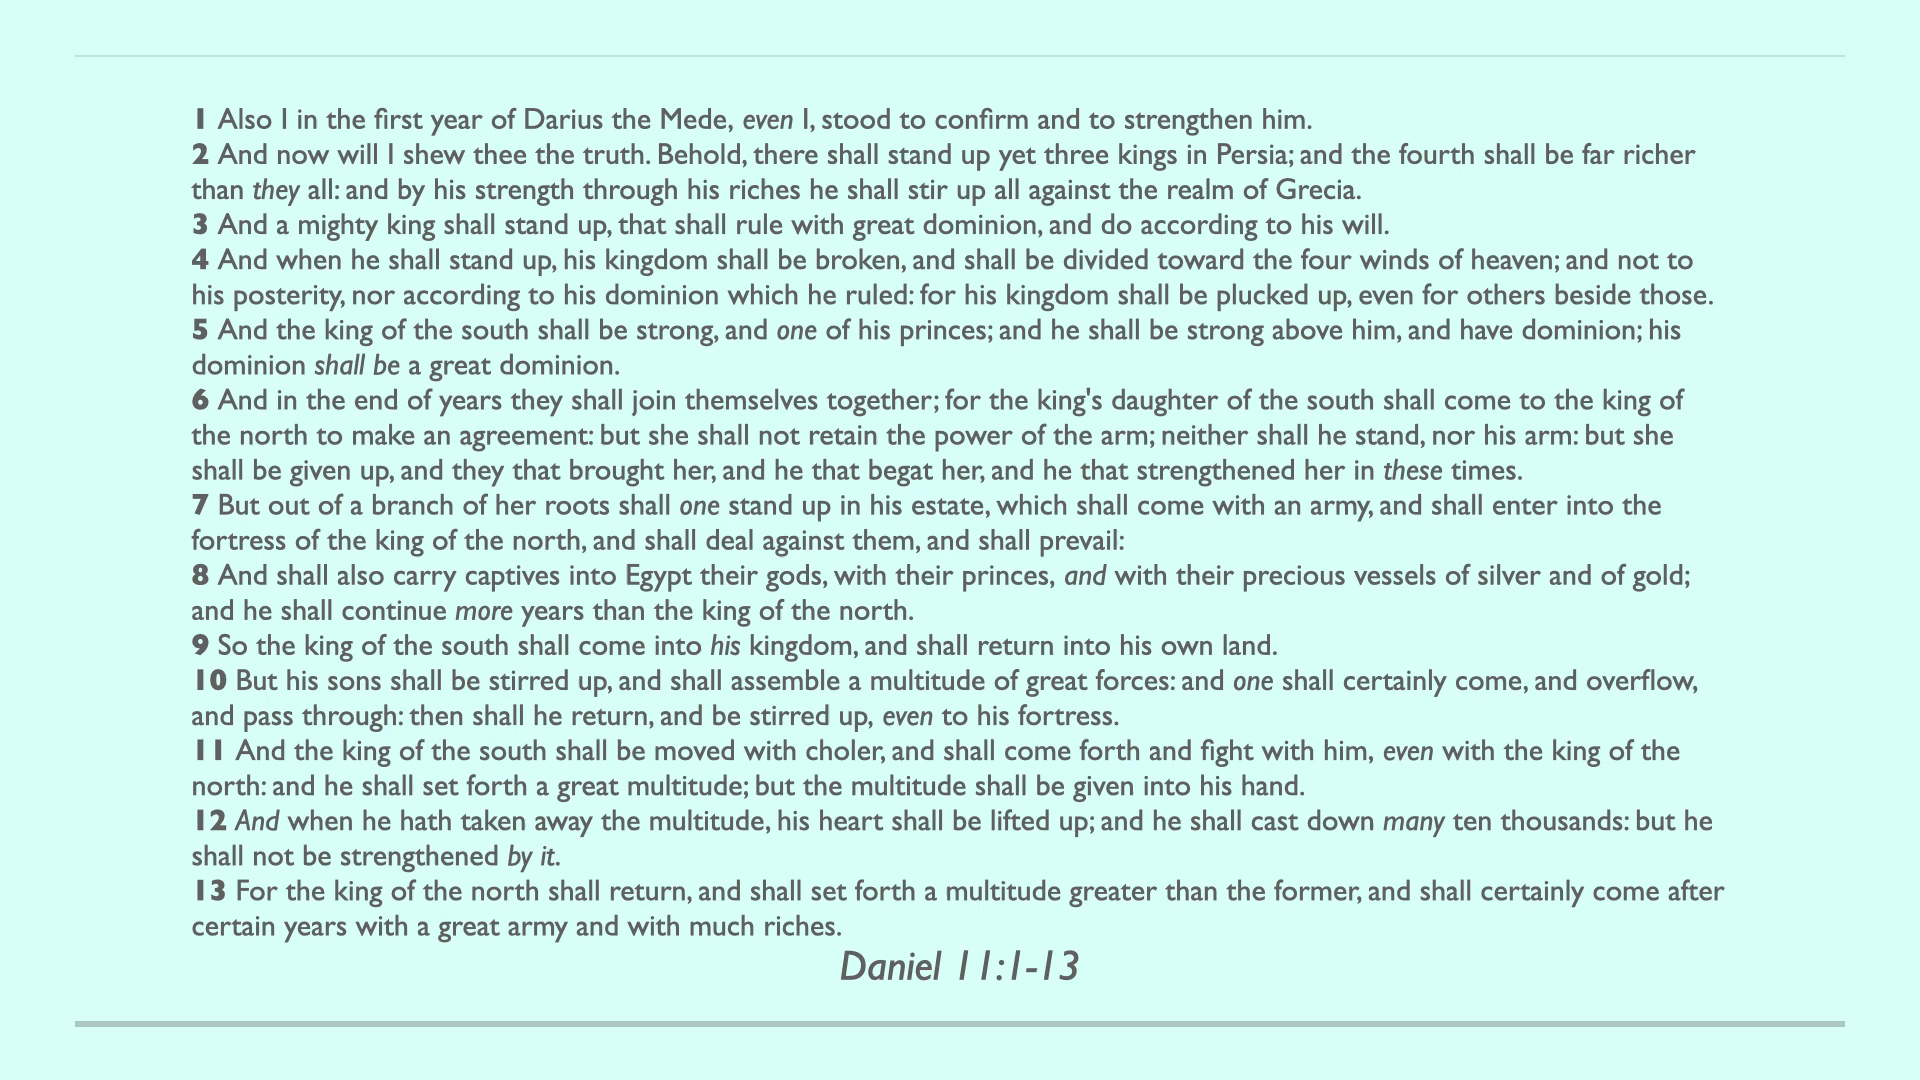 1 Also I in the first year of Darius the Mede, even I, stood to confirm and to strengthen him.
2 And now will I shew thee the truth. Behold, there shall stand up yet three kings in Persia; and the fourth shall be far richer
than they all: and by his strength through his riches he shall stir up all against the realm of Grecia.
3 And a mighty king shall stand up, that shall rule with great dominion, and do according to his will.
4 And when he shall stand up, his kingdom shall be broken, and shall be divided toward the four winds of heaven; and not to
his posterity, nor according to his dominion which he ruled: for his kingdom shall be plucked up, even for others beside those.
5 And the king of the south shall be strong, and one of his princes; and he shall be strong above him, and have dominion; his
dominion shall be a great dominion.
6 And in the end of years they shall join themselves together; for the king's daughter of the south shall come to the king of
the north to make an agreement: but she shall not retain the power of the arm; neither shall he stand, nor his arm: but she
shall be given up, and they that brought her, and he that begat her, and he that strengthened her in these times.
7 But out of a branch of her roots shall one stand up in his estate, which shall come with an army, and shall enter into the
fortress of the king of the north, and shall deal against them, and shall prevail:
8 And shall also carry captives into Egypt their gods, with their princes, and with their precious vessels of silver and of gold;
and he shall continue more years than the king of the north.
9 So the king of the south shall come into his kingdom, and shall return into his own land.
10 But his sons shall be stirred up, and shall assemble a multitude of great forces: and one shall certainly come, and overflow,
and pass through: then shall he return, and be stirred up, even to his fortress.
11 And the king of the south shall be moved with choler, and shall come forth and fight with him, even with the king of the
north: and he shall set forth a great multitude; but the multitude shall be given into his hand.
12 And when he hath taken away the multitude, his heart shall be lifted up; and he shall cast down many ten thousands: but he
shall not be strengthened by it.
13 For the king of the north shall return, and shall set forth a multitude greater than the former, and shall certainly come after
certain years with a great army and with much riches.
Daniel 11:1-13